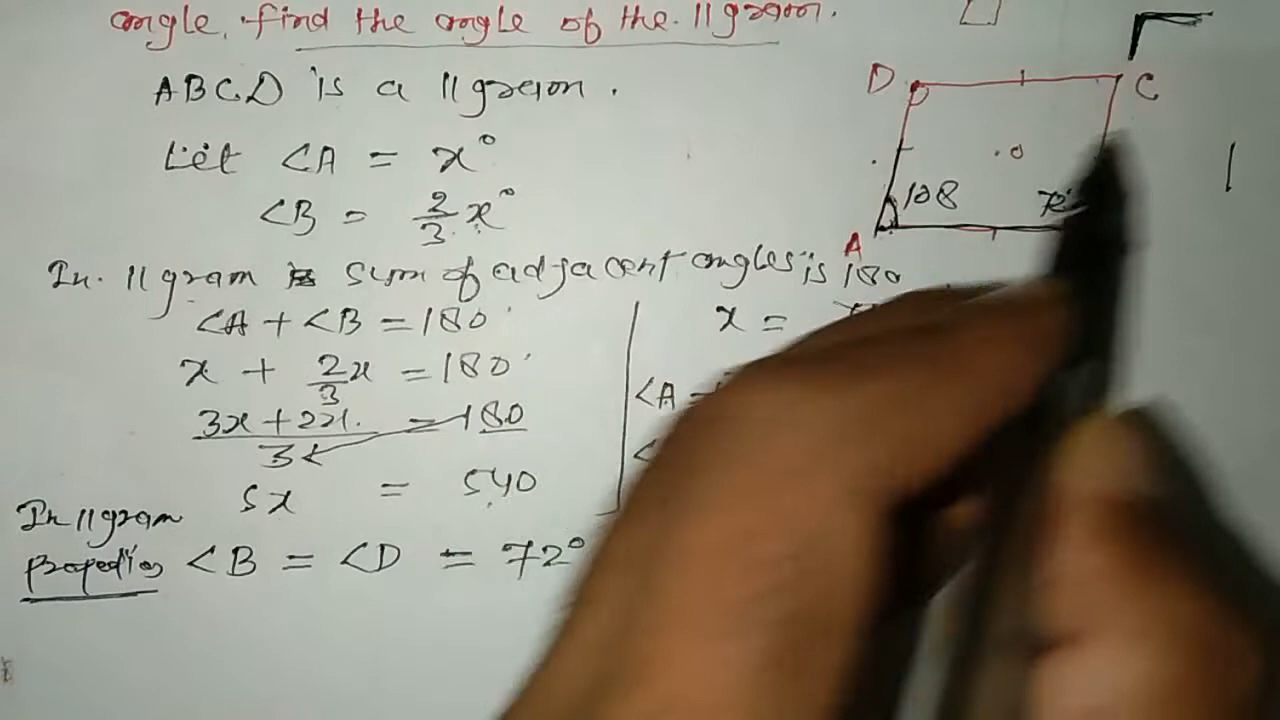 angle, find the angle of the ||gram.
ABCD is a ||gram.
Let <A = x°
<B = 2/3 x°
In ||gram sum of adjacent angles is 180
<A + <B = 180
x + 2/3 x = 180
3x + 2x / 3 = 180
5x = 540
x =
<A
<
In ||gram
Properties <B = <D = 72°
D
C
108
A